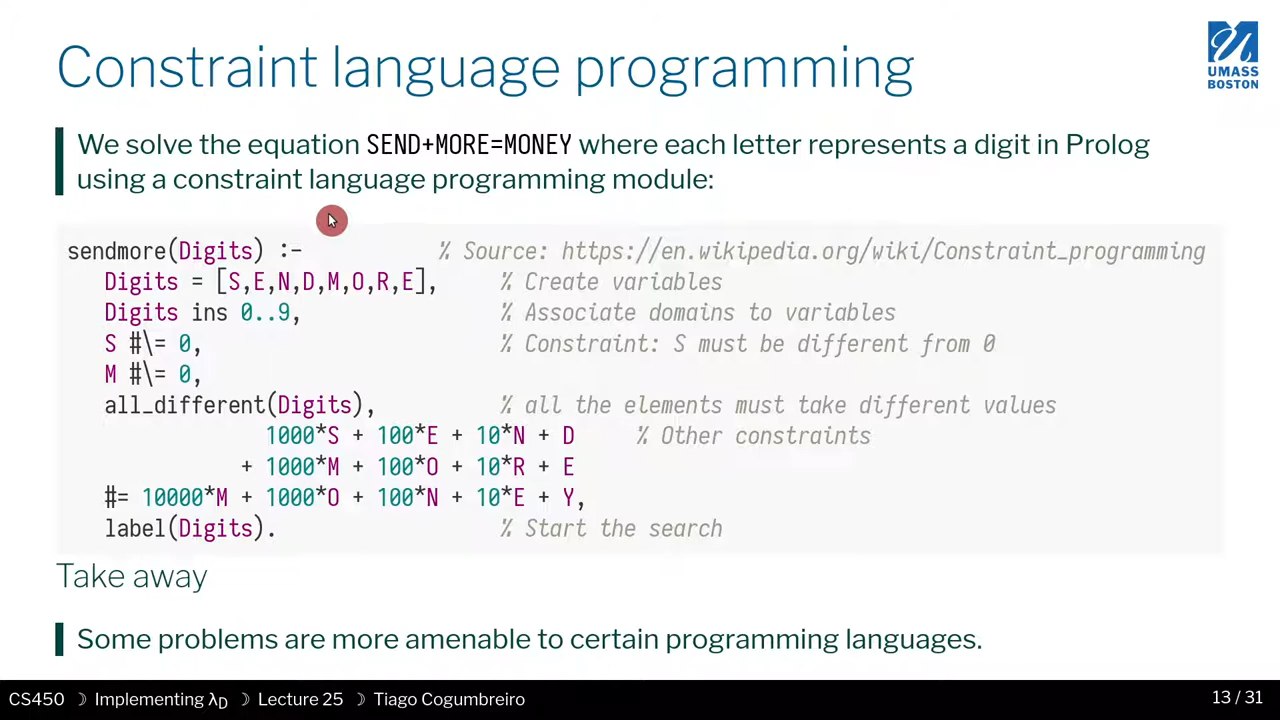 Constraint language programming
UMASS
BOSTON
We solve the equation SEND+MORE=MONEY where each letter represents a digit in Prolog
using a constraint language programming module:
sendmore(Digits) :- % Source: https://en.wikipedia.org/wiki/Constraint_programming
Digits = [S,E,N,D,M,O,R,E], % Create variables
Digits ins 0..9, % Associate domains to variables
S #\= 0, % Constraint: S must be different from 0
M #\= 0,
all_different(Digits), % all the elements must take different values
1000*S + 100*E + 10*N + D % Other constraints
+ 1000*M + 100*O + 10*R + E
#= 10000*M + 1000*O + 100*N + 10*E + Y,
label(Digits). % Start the search
Take away
Some problems are more amenable to certain programming languages.
CS450 ☽ Implementing λD ☽ Lecture 25 ☽ Tiago Cogumbreiro
13 / 31